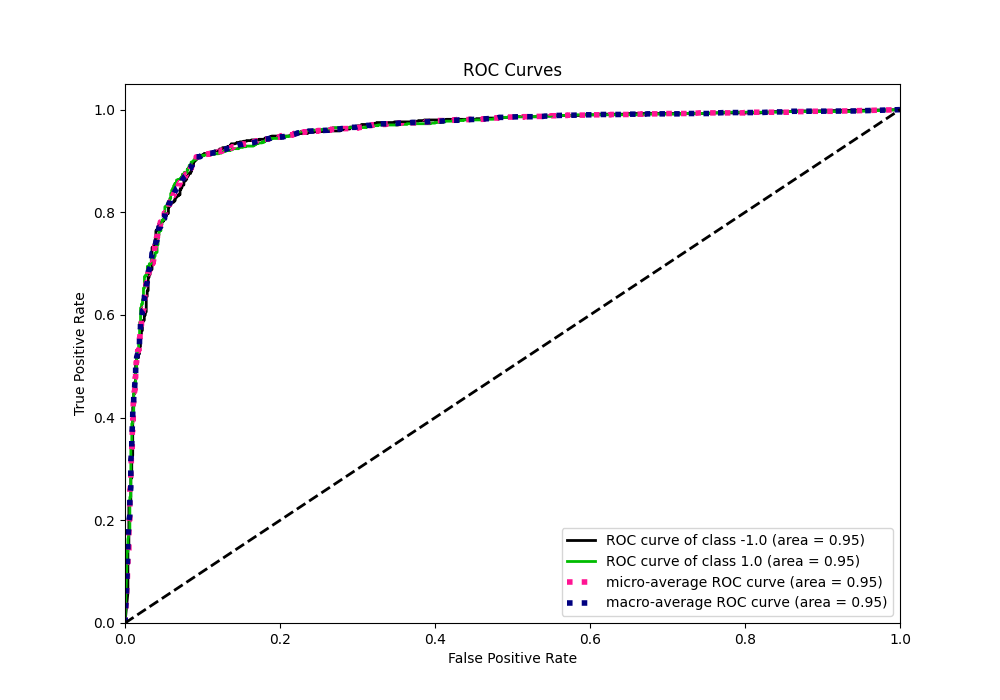 ROC Curves
True Positive Rate
1.0
0.8
0.6
0.4
0.2
0.0
ROC curve of class -1.0 (area = 0.95)
ROC curve of class 1.0 (area = 0.95)
micro-average ROC curve (area = 0.95)
macro-average ROC curve (area = 0.95)
0.0 0.2 0.4 0.6 0.8 1.0
False Positive Rate